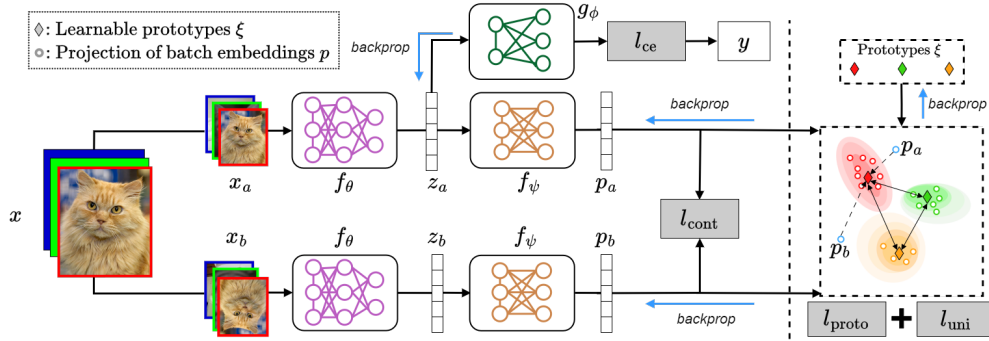 : Learnable prototypes ξ
: Projection of batch embeddings p
backprop
g_ϕ
l_ce
y
Prototypes ξ
backprop
backprop
x_a
f_θ
z_a
f_ψ
p_a
p_a
x
l_cont
x_b
f_θ
z_b
f_ψ
p_b
p_b
backprop
l_proto + l_uni